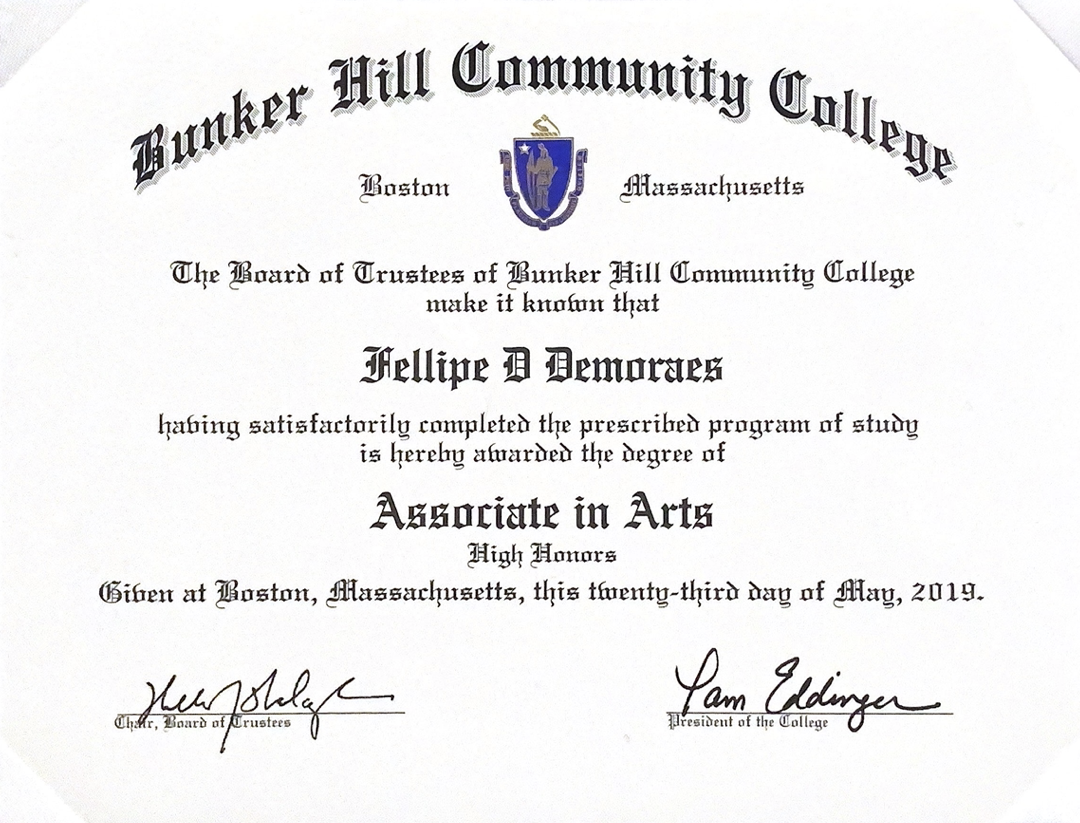 Bunker Hill Community College
Boston Massachusetts
The Board of Trustees of Bunker Hill Community College
make it known that
Fellipe D Demoraes
having satisfactorily completed the prescribed program of study
is hereby awarded the degree of
Associate in Arts
High Honors
Given at Boston, Massachusetts, this twenty-third day of May, 2019.
Pam Eddinger
Chair, Board of Trustees President of the College